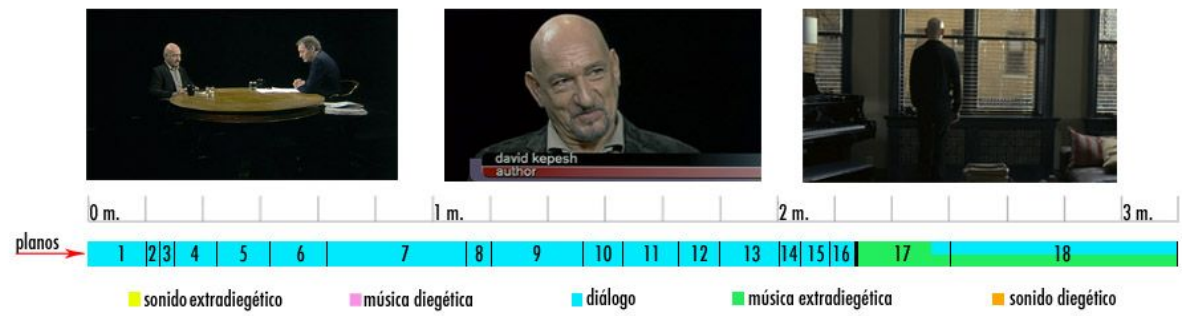 david kepesh
author
0 m. 1 m. 2 m. 3 m.
planos 1 2 3 4 5 6 7 8 9 10 11 12 13 14 15 16 17 18
sonido extradiegético música diegética diálogo música extradiegética sonido diegético